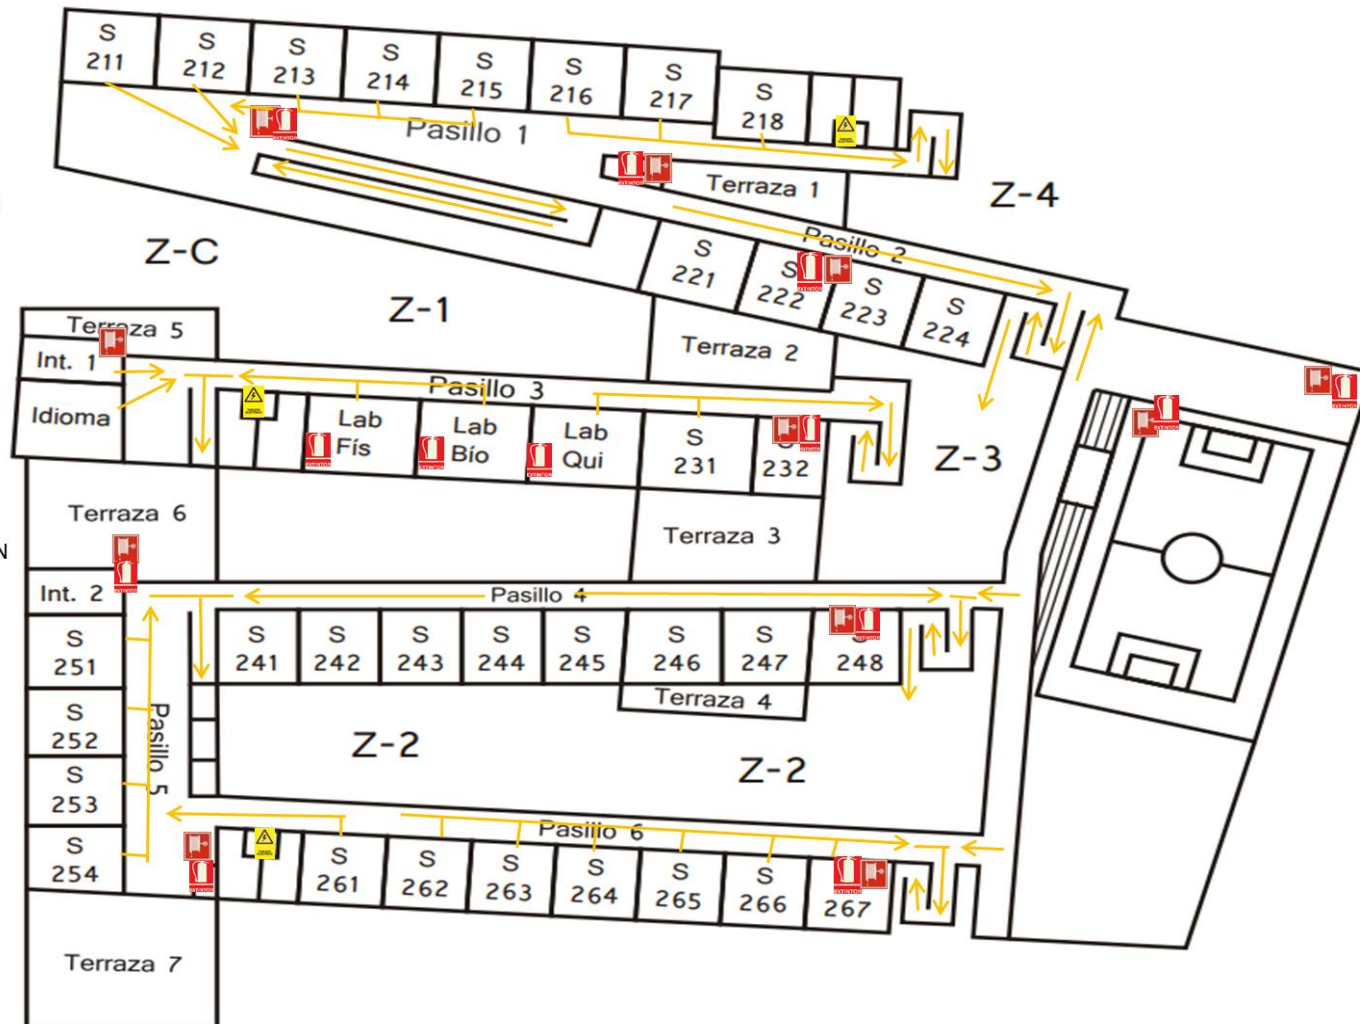 S
211
S
212
S
213
S
214
S
215
S
216
S
217
S
218
Pasillo 1
Terraza 1
Z-4
Pasillo 2
Z-C
S
221
S
222
S
223
S
224
Z-1
Terraza 2
Terraza 5
Int. 1
Idioma
Pasillo 3
Lab
Fís
Lab
Bío
Lab
Qui
S
231
232
Z-3
Terraza 6
Terraza 3
N
Int. 2
Pasillo 4
S
241
S
242
S
243
S
244
S
245
S
246
S
247
248
Terraza 4
S
251
S
252
S
253
S
254
Pasillo 5
Z-2
Z-2
Pasillo 6
S
261
S
262
S
263
S
264
S
265
S
266
267
Terraza 7
EXTINTOR